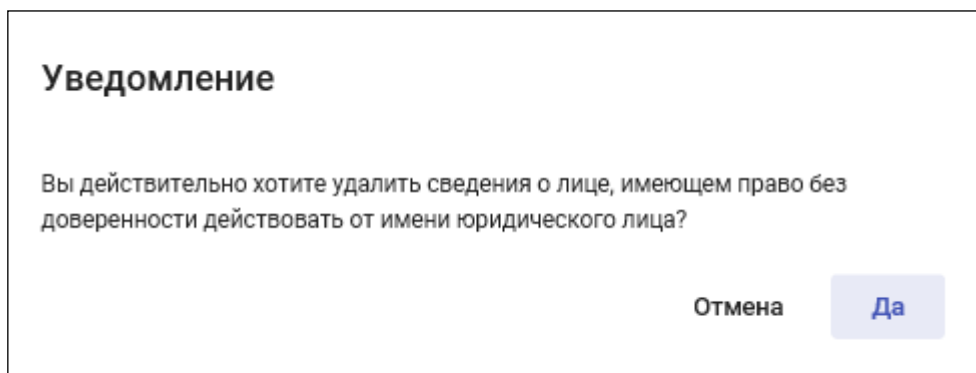 Уведомление
Вы действительно хотите удалить сведения о лице, имеющем право без
доверенности действовать от имени юридического лица?
Отмена
Да